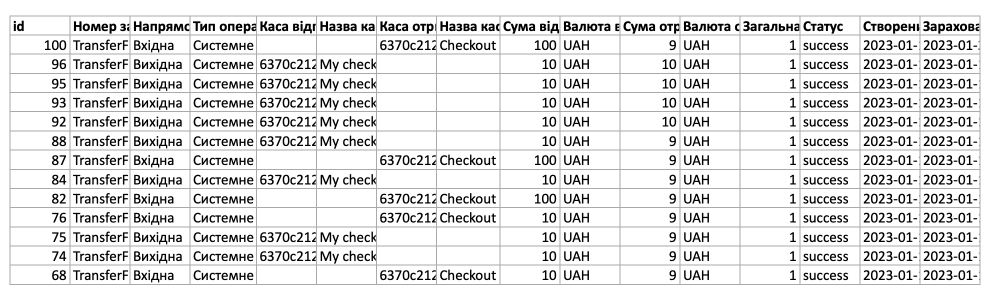 id Номер за Напрямо Тип опера Каса відп Назва ка Каса отри Назва кас Сума від Валюта в Сума отр Валюта о Загальна Статус Створенн Зарахова
100 TransferF Вхідна Системне 6370c212 Checkout 100 UAH 9 UAH 1 success 2023-01- 2023-01-
96 TransferF Вихідна Системне 6370c212 My check 10 UAH 10 UAH 1 success 2023-01- 2023-01-
95 TransferF Вихідна Системне 6370c212 My check 10 UAH 10 UAH 1 success 2023-01- 2023-01-
93 TransferF Вихідна Системне 6370c212 My check 10 UAH 10 UAH 1 success 2023-01- 2023-01-
92 TransferF Вихідна Системне 6370c212 My check 10 UAH 10 UAH 1 success 2023-01- 2023-01-
88 TransferF Вихідна Системне 6370c212 My check 10 UAH 9 UAH 1 success 2023-01- 2023-01-
87 TransferF Вхідна Системне 6370c212 Checkout 100 UAH 9 UAH 1 success 2023-01- 2023-01-
84 TransferF Вихідна Системне 6370c212 My check 10 UAH 9 UAH 1 success 2023-01- 2023-01-
82 TransferF Вхідна Системне 6370c212 Checkout 100 UAH 9 UAH 1 success 2023-01- 2023-01-
76 TransferF Вхідна Системне 6370c212 Checkout 10 UAH 9 UAH 1 success 2023-01- 2023-01-
75 TransferF Вихідна Системне 6370c212 My check 10 UAH 9 UAH 1 success 2023-01- 2023-01-
74 TransferF Вихідна Системне 6370c212 My check 10 UAH 9 UAH 1 success 2023-01- 2023-01-
68 TransferF Вхідна Системне 6370c212 Checkout 10 UAH 9 UAH 1 success 2023-01- 2023-01-